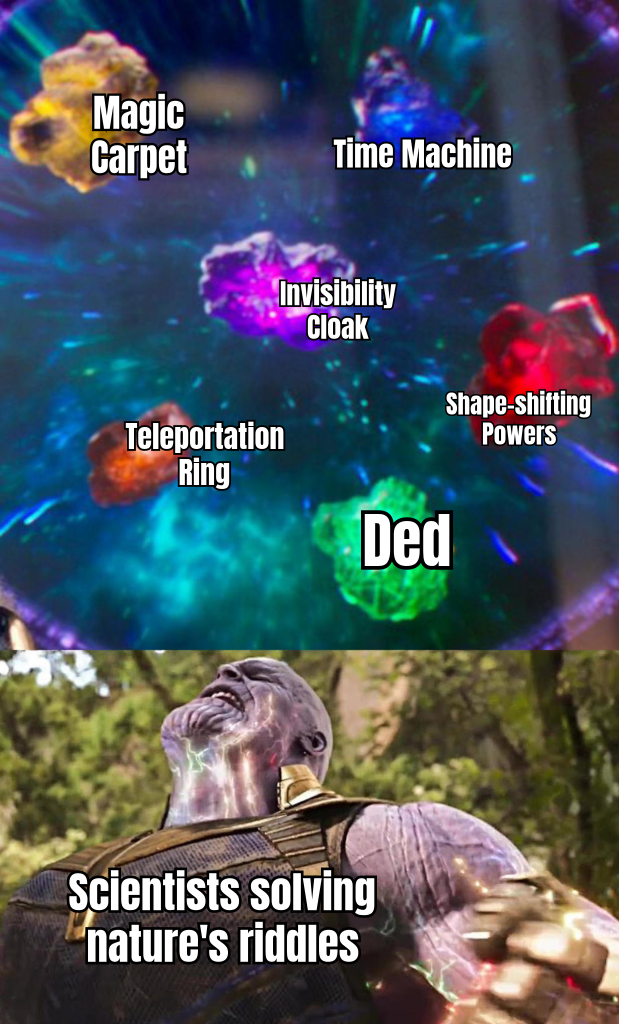 Magic
Carpet
Time Machine
Invisibility
Cloak
Shape-shifting
Powers
Teleportation
Ring
Ded
Scientists solving
nature's riddles